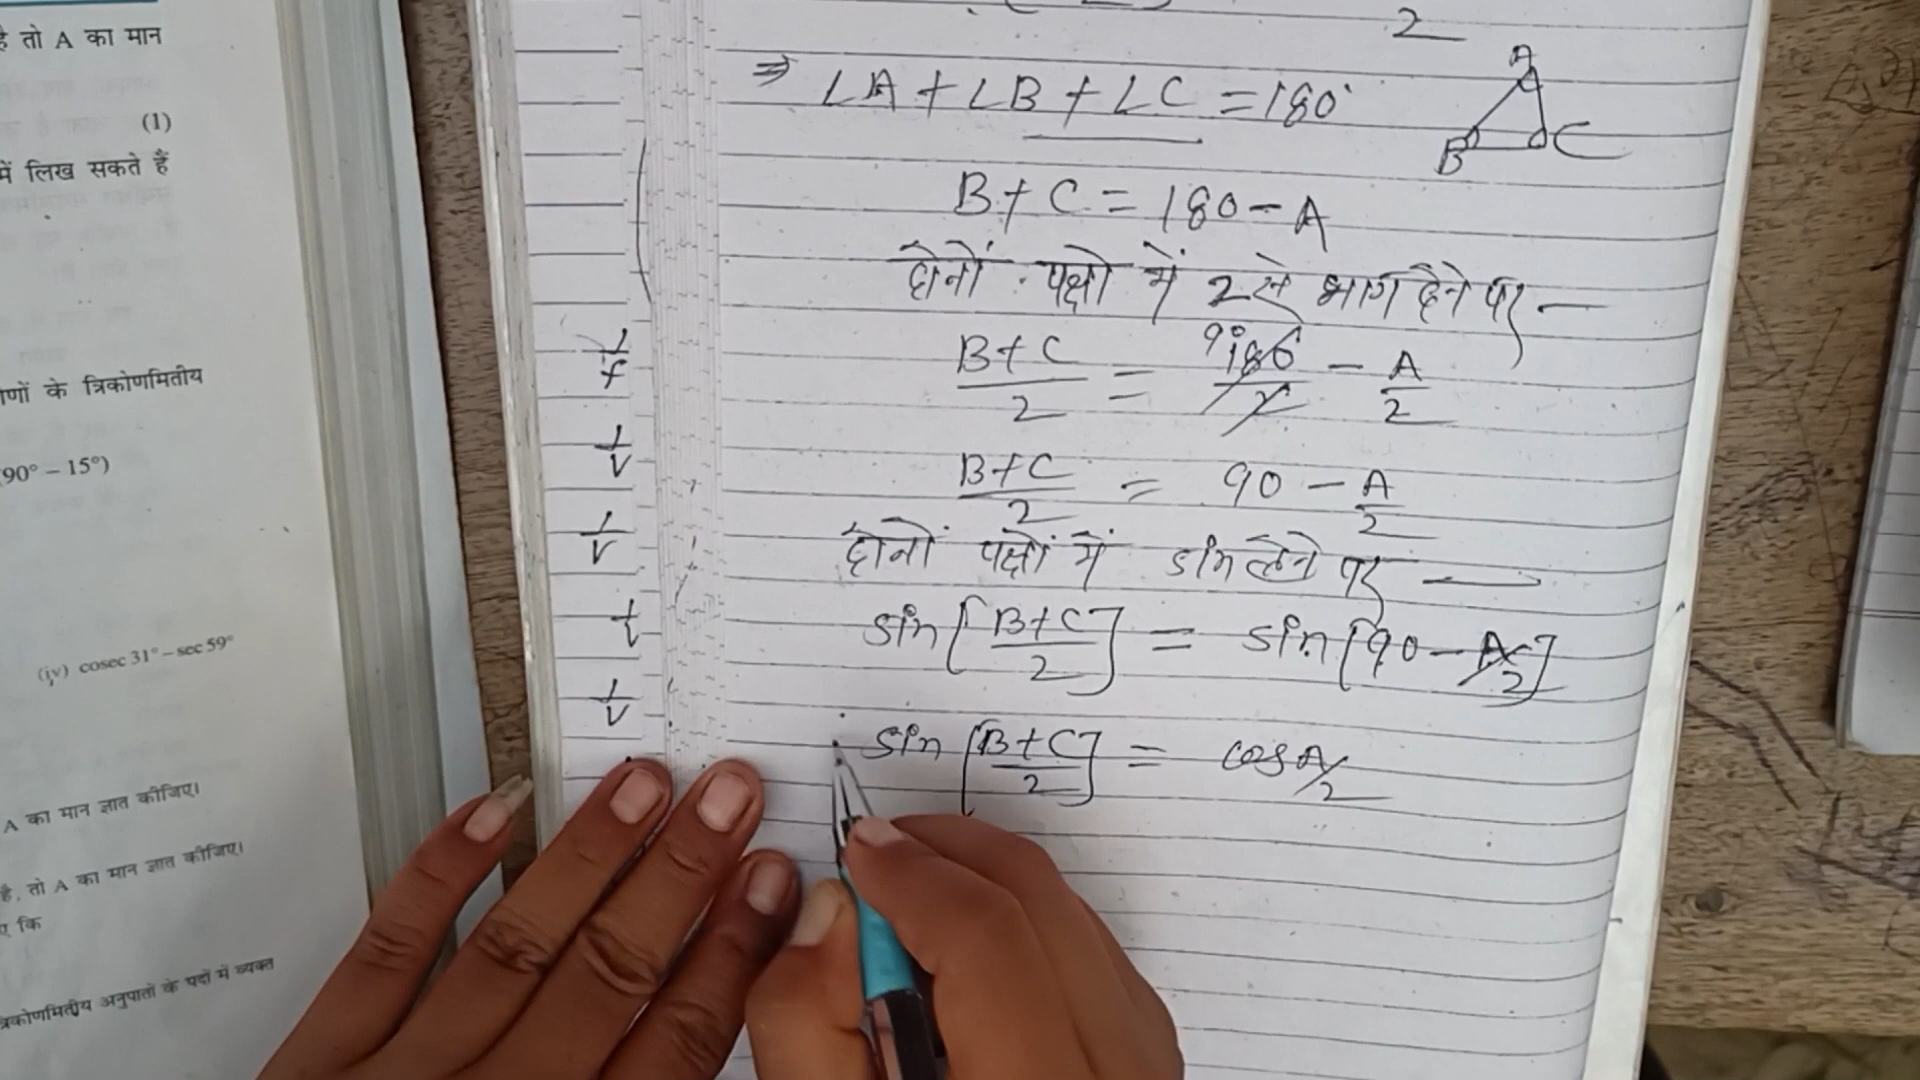 है तो A का मान
(1)
में लिख सकते हैं
णों के त्रिकोणमितीय
(90° – 15°)
(iv) cosec 31° – sec 59°
A का मान ज्ञात कीजिए।
है, तो A का मान ज्ञात कीजिए।
कि
त्रिकोणमितीय अनुपातों के पदों में व्यक्त
2
⇒ ∠A + ∠B + ∠C = 180°
A
B C
B + C = 180 – A
दोनों पक्षो में 2 से भाग देने पर —
B+C/2 = 180/2 90 – A/2
B+C/2 = 90 – A/2
दोनों पक्षों में sin लेने पर —
sin[B+C/2] = sin[90 – A/2]
sin[B+C/2] = cos A/2